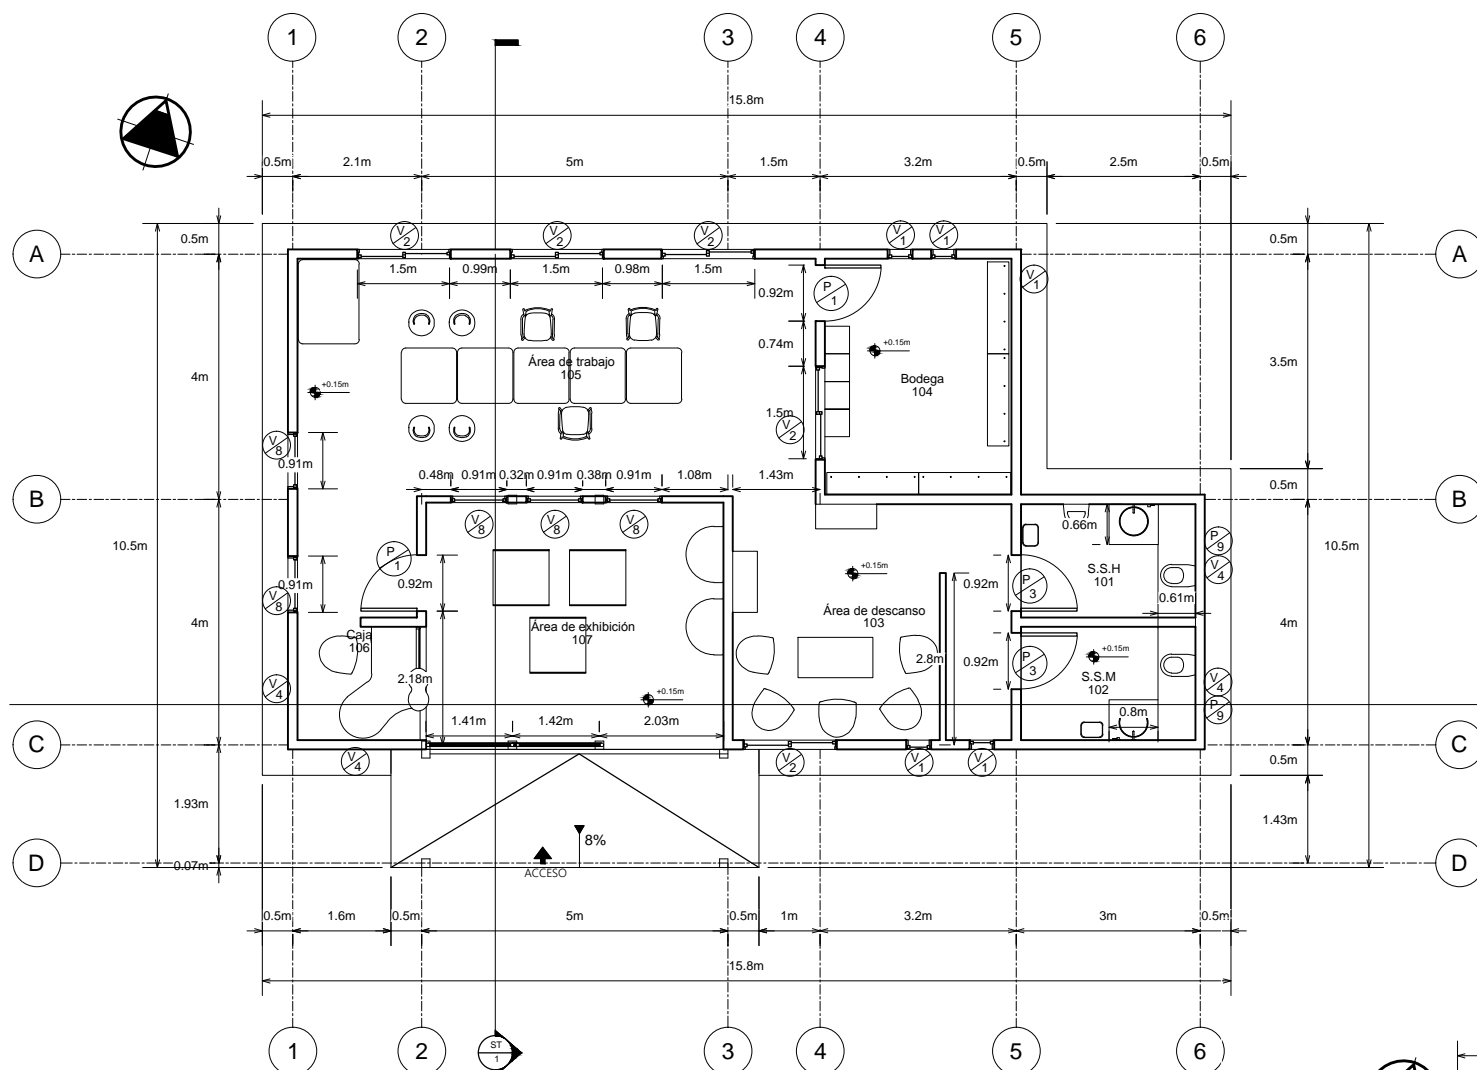 1 2 3 4 5 6
15.8m
0.5m 2.1m 5m 1.5m 3.2m 0.5m 2.5m 0.5m
A 0.5m V 2 V 2 V 2 V 1 V 1 0.5m A
1.5m 0.99m 1.5m 0.98m 1.5m 0.92m P 1 V 1
+0.15m
0.74m 3.5m
Área de trabajo
105
Bodega
104
4m +0.15m
1.5m V 2
V 8 0.91m
0.48m 0.91m 0.32m 0.91m 0.38m 0.91m 1.08m 1.43m
B 0.5m B
V 8 V 8 V 8 0.66m
10.5m P 1 P 9 10.5m
0.91m 0.92m +0.15m 0.92m P 3 S.S.H
101
V 4
V 8 0.61m
4m Caja
106
Área de exhibición
107
Área de descanso
103
4m
2.18m 2.8m 0.92m P 3 +0.15m
S.S.M
102
V 4 +0.15m V 4
P 9
1.41m 1.42m 2.03m 0.8m
C C
V 4 V 2 V 1 V 1 0.5m
1.93m 1.43m
8%
D 0.07m ACCESO D
0.5m 1.6m 0.5m 5m 0.5m 1m 3.2m 3m 0.5m
15.8m
1 2 ST 1 3 4 5 6